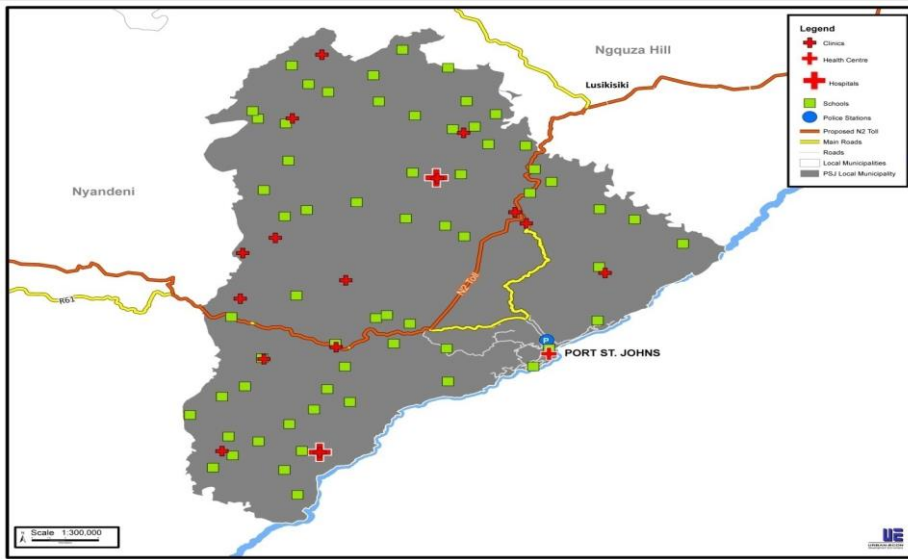 Ngquza Hill
Lusikisiki
Nyandeni
N2 Toll
R61
P
PORT ST. JOHNS
Legend
Clinics
Health Centre
Hospitals
Schools
Police Stations
Proposed N2 Toll
Main Roads
Roads
Local Municipalities
PSJ Local Municipality
Scale 1:300,000
UE